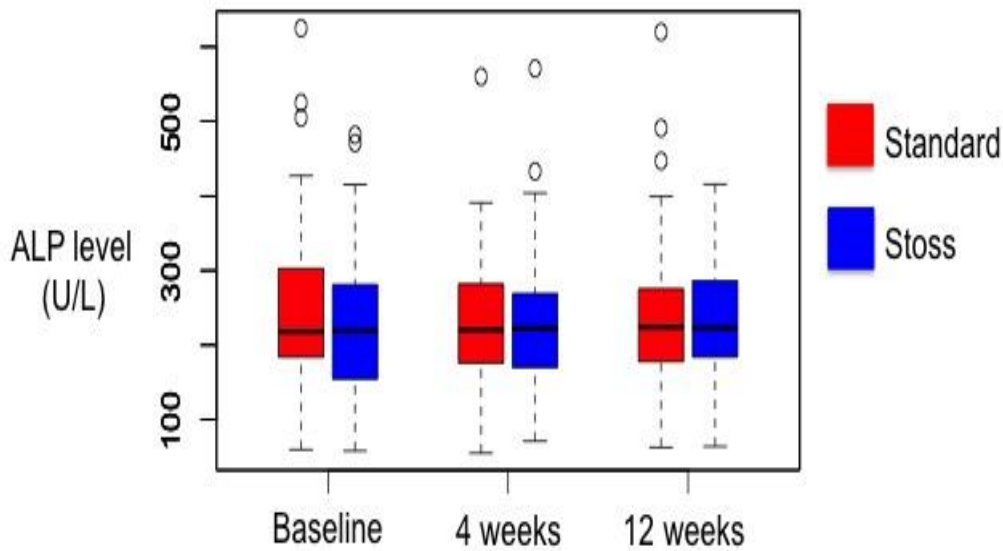 500
300
100
ALP level
(U/L)
Baseline
4 weeks
12 weeks
Standard
Stoss